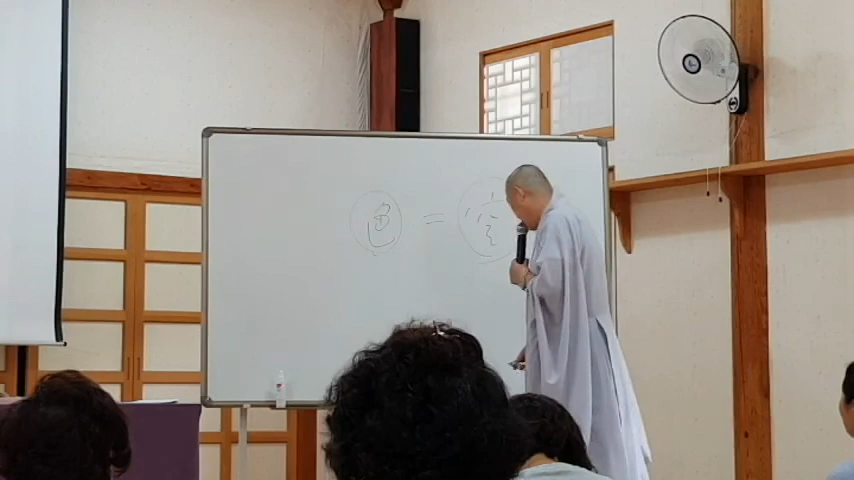 色 = 空